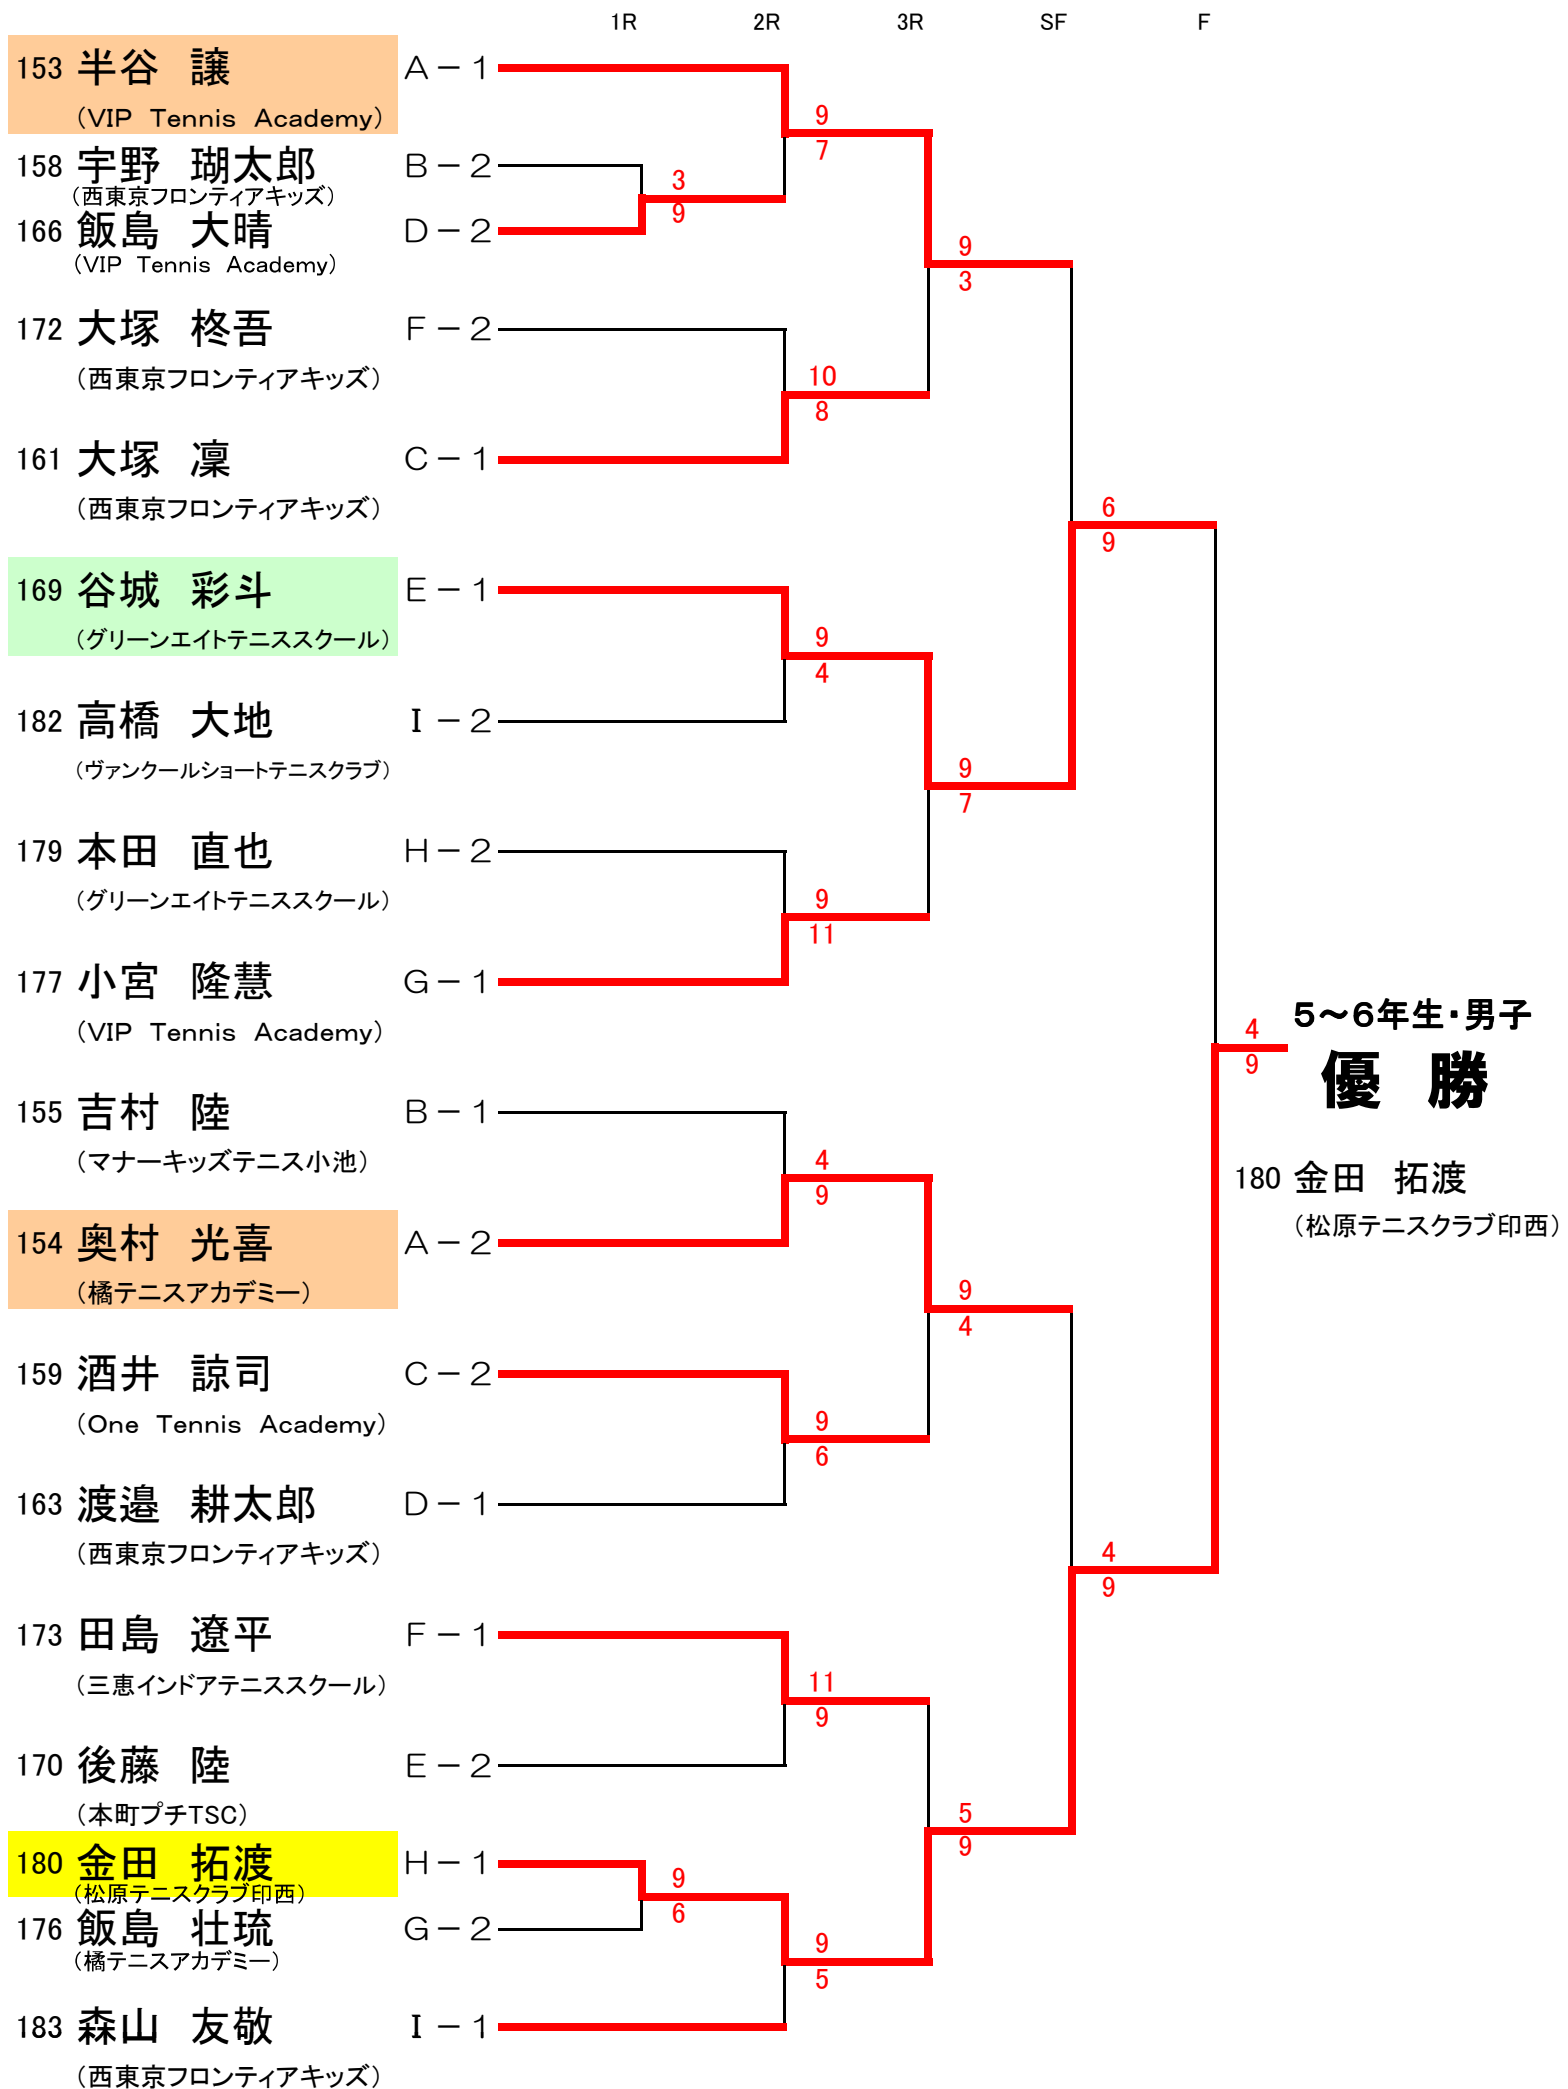 1R 2R 3R SF F
153 半谷　譲 A－1
（VIP Tennis Academy）
9
7
158 宇野　瑚太郎 B－2
（西東京フロンティアキッズ）
3
9
166 飯島　大晴 D－2
（VIP Tennis Academy）
9
3
172 大塚　柊吾 F－2
（西東京フロンティアキッズ）
10
8
161 大塚　凜 C－1
（西東京フロンティアキッズ）
6
9
169 谷城　彩斗 E－1
（グリーンエイトテニススクール）
9
4
182 高橋　大地 I－2
（ヴァンクールショートテニスクラブ）
9
7
179 本田　直也 H－2
（グリーンエイトテニススクール）
9
11
177 小宮　隆慧 G－1
（VIP Tennis Academy）
5～6年生・男子
4
9
優　勝
155 吉村　陸 B－1
（マナーキッズテニス小池）
4
9
180 金田　拓渡
（松原テニスクラブ印西）
154 奥村　光喜 A－2
（橘テニスアカデミー）
9
4
159 酒井　諒司 C－2
（One Tennis Academy）
9
6
163 渡邉　耕太郎 D－1
（西東京フロンティアキッズ）
4
9
173 田島　遼平 F－1
（三恵インドアテニススクール）
11
9
170 後藤　陸 E－2
（本町プチTSC）
5
9
180 金田　拓渡 H－1
（松原テニスクラブ印西）
9
6
176 飯島　壮琉 G－2
（橘テニスアカデミー）
9
5
183 森山　友敬 I－1
（西東京フロンティアキッズ）